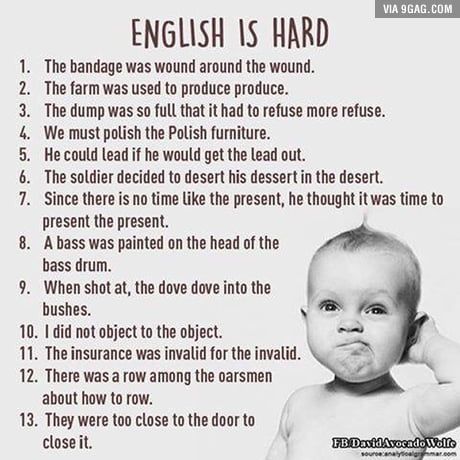 VIA 9GAG.COM
ENGLISH IS HARD
1. The bandage was wound around the wound.
2. The farm was used to produce produce.
3. The dump was so full that it had to refuse more refuse.
4. We must polish the Polish furniture.
5. He could lead if he would get the lead out.
6. The soldier decided to desert his dessert in the desert.
7. Since there is no time like the present, he thought it was time to
present the present.
8. A bass was painted on the head of the
bass drum.
9. When shot at, the dove dove into the
bushes.
10. I did not object to the object.
11. The insurance was invalid for the invalid.
12. There was a row among the oarsmen
about how to row.
13. They were too close to the door to
close it.
FB/DavidAvocadoWolfe
source:analyticalgrammar.com